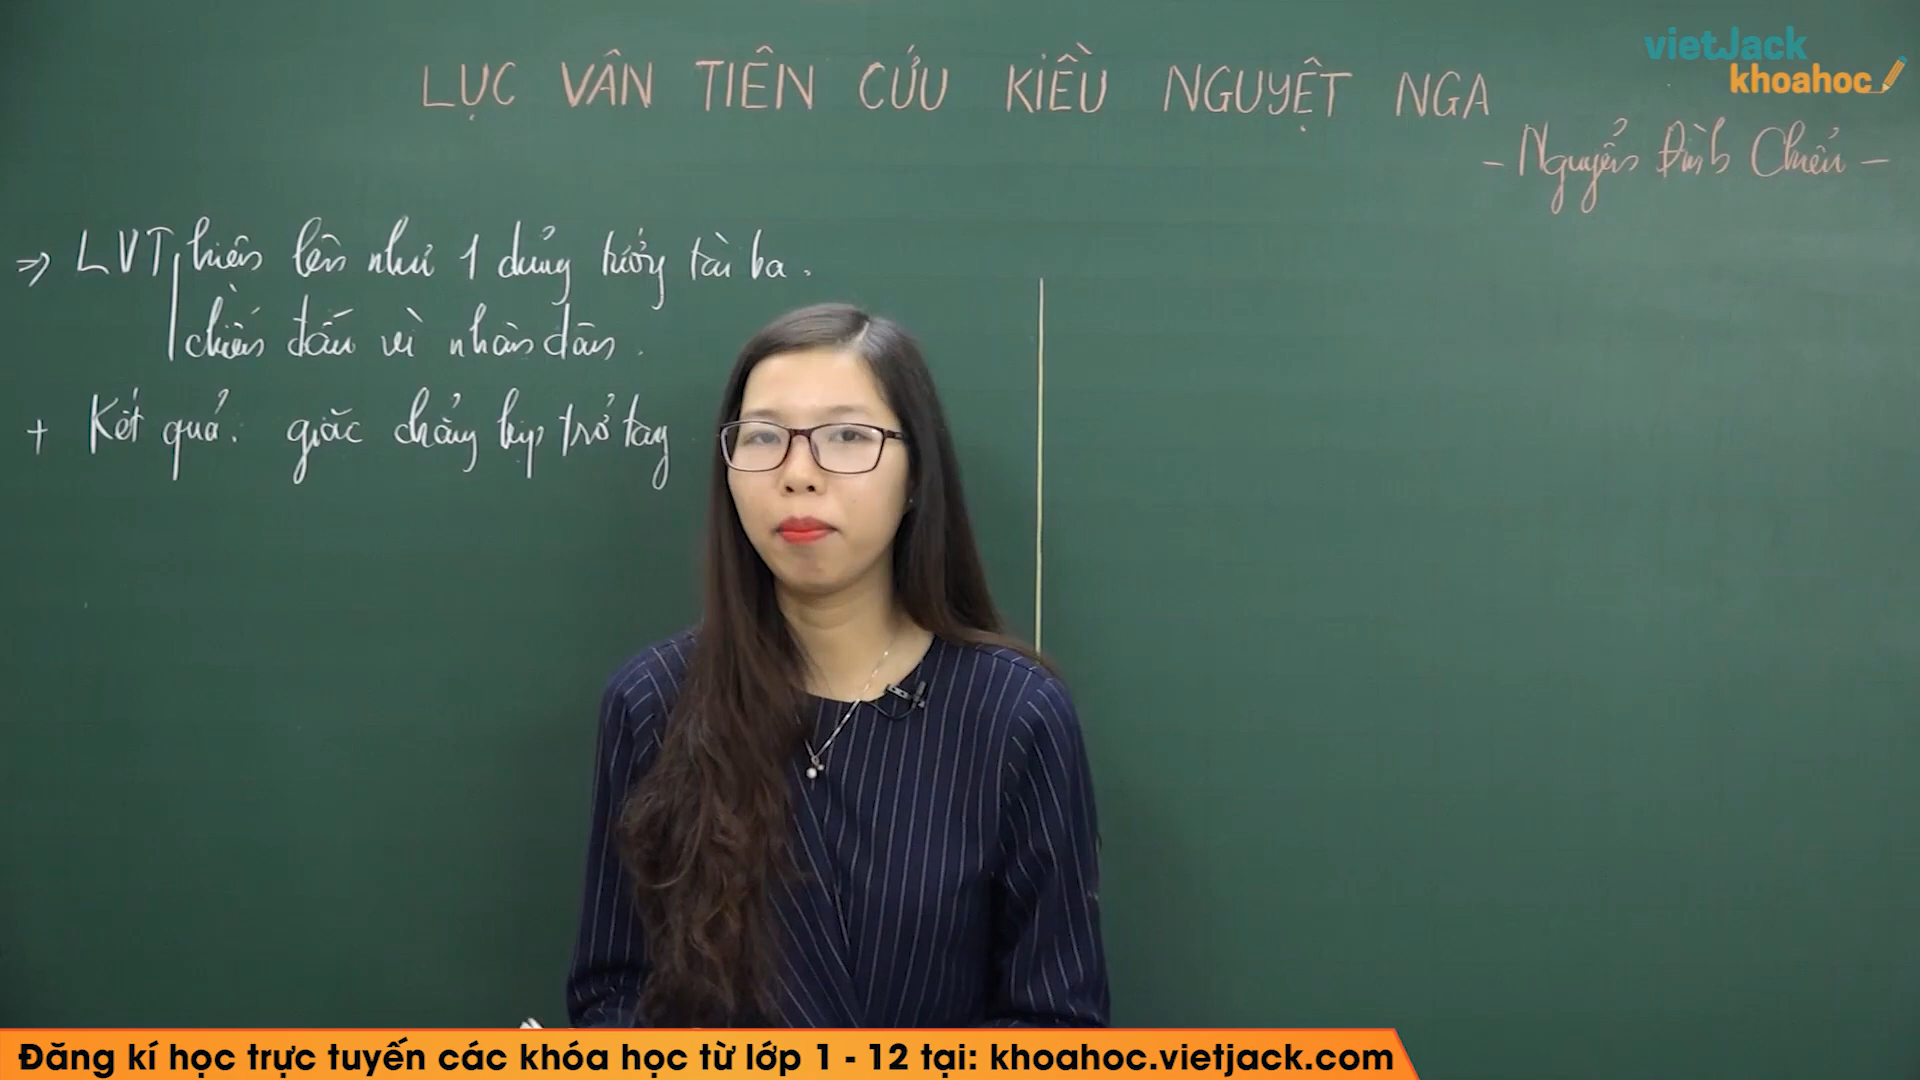 vietJack
khoahoc
LỤC VÂN TIÊN CỨU KIỀU NGUYỆT NGA
- Nguyễn Đình Chiểu -
=> LVT hiện lên như 1 dũng tướng tài ba.
chiến đấu vì nhân dân.
+ Kết quả: giặc chẳng kịp trở tay
Đăng kí học trực tuyến các khóa học từ lớp 1 - 12 tại: khoahoc.vietjack.com